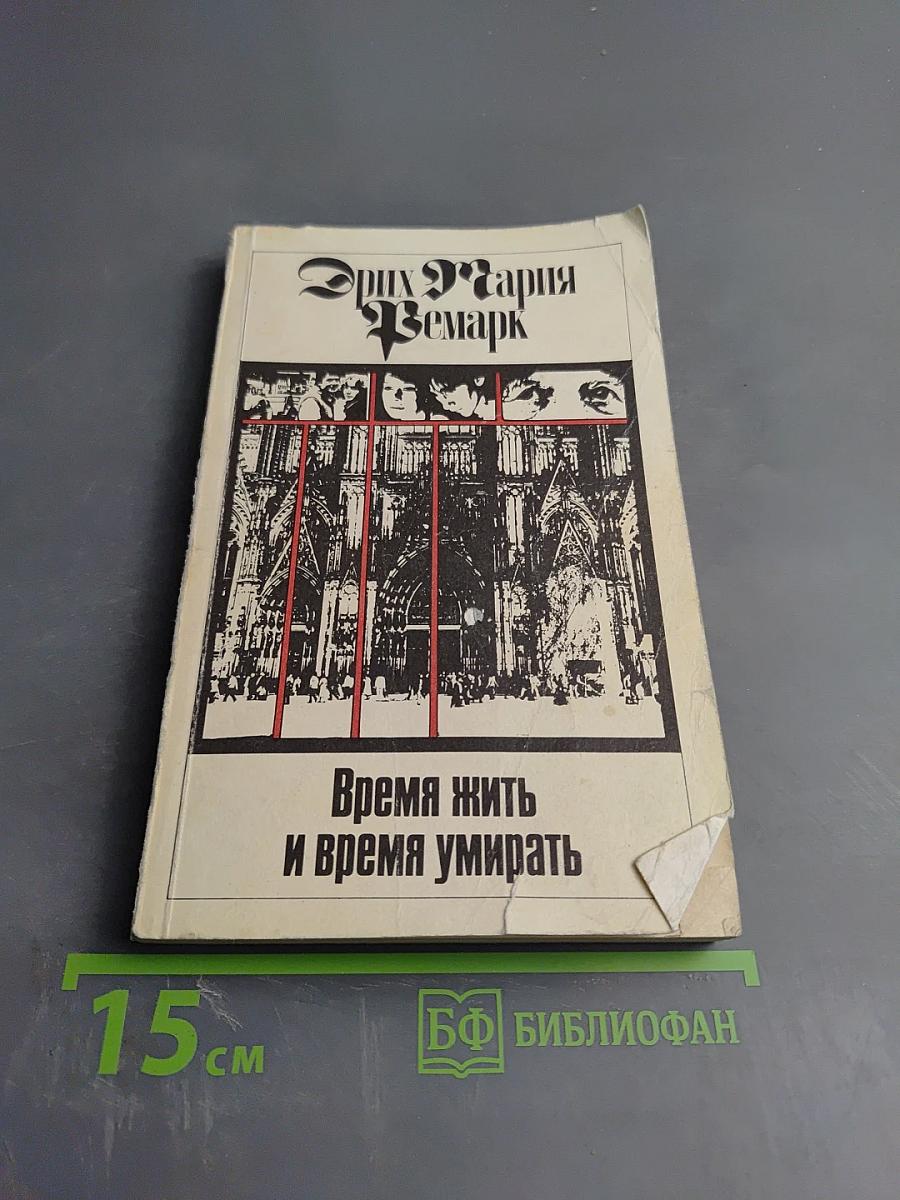 Эрих Мария
Ремарк
Время жить
и время умирать
15 см
БФ БИБЛИОФАН